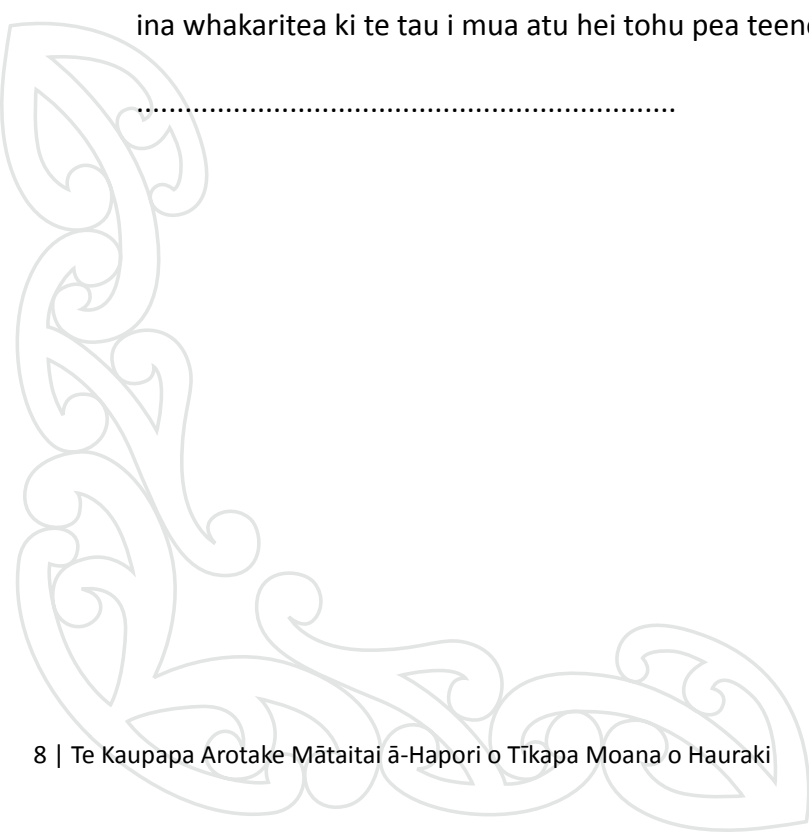 ina whakaritea ki te tau i mua atu hei tohu pea
...................................................................
8 | Te Kaupapa Arotake Mātaitai ā-Hapori o Tīkapa Moana o Hauraki